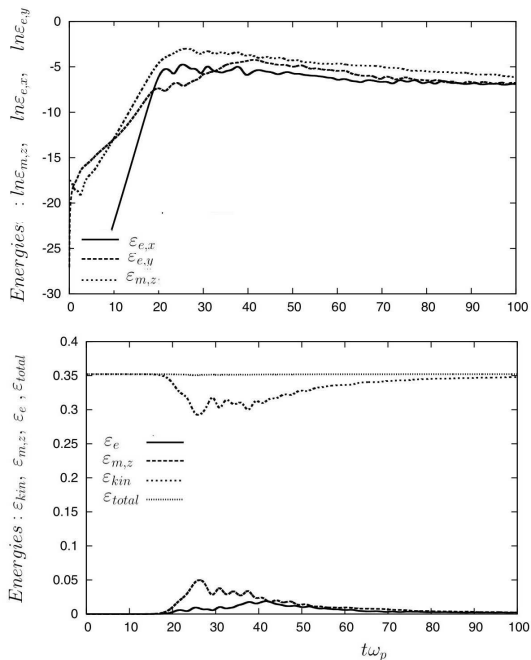 Energies : lnε_{m,z}, lnε_{e,x}, lnε_{e,y}
0
-5
-10
-15
-20
-25
-30
ε_{e,x}
ε_{e,y}
ε_{m,z}
0 10 20 30 40 50 60 70 80 90 100
Energies : ε_{kin}, ε_{m,z}, ε_e, ε_{total}
0.4
0.35
0.3
0.25
0.2
0.15
0.1
0.05
0
ε_e
ε_{m,z}
ε_{kin}
ε_{total}
0 10 20 30 40 50 60 70 80 90 100
tω_p